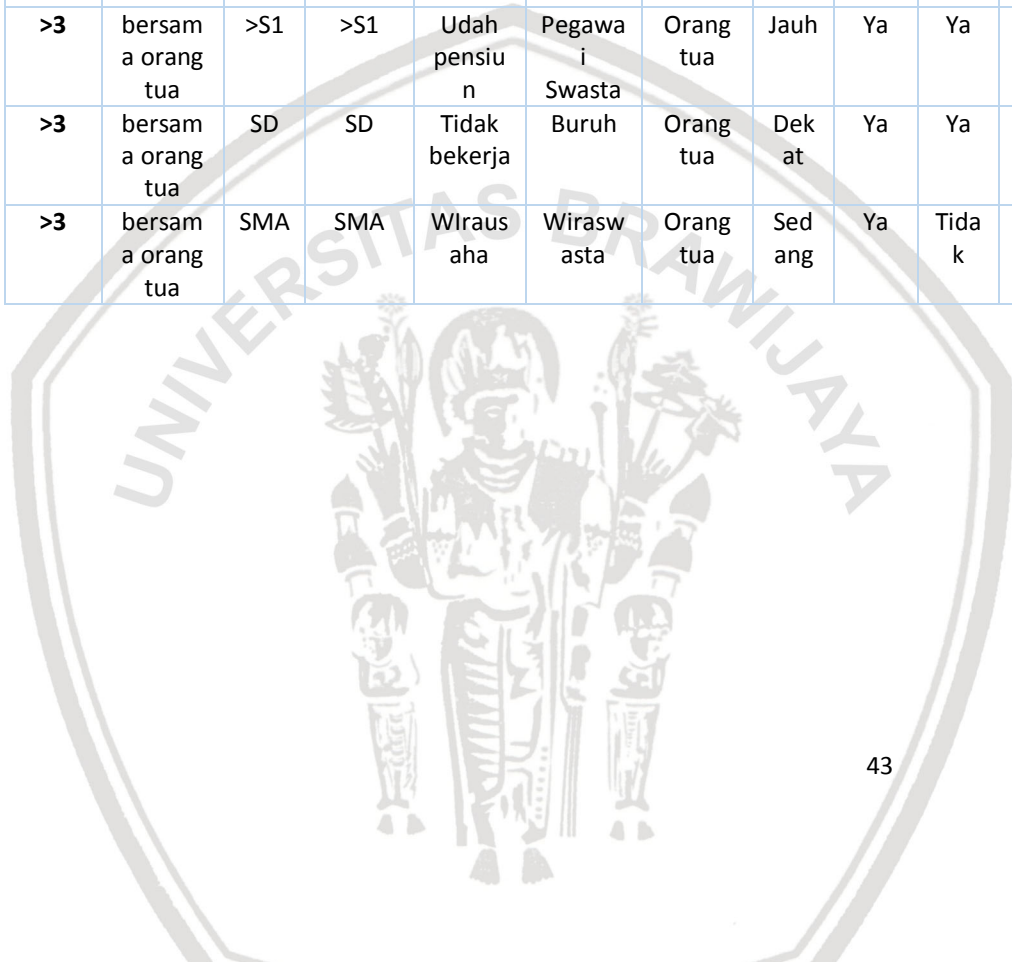 >3 bersam >S1 >S1 Udah Pegawa Orang Jauh Ya Ya
a orang pensiu i tua
tua n Swasta
>3 bersam SD SD Tidak Buruh Orang Dek Ya Ya
a orang bekerja tua at
tua
>3 bersam SMA SMA WIraus Wirasw Orang Sed Ya Tida
a orang aha asta tua ang k
tua
UNIVERSITAS BRAWIJAYA
43